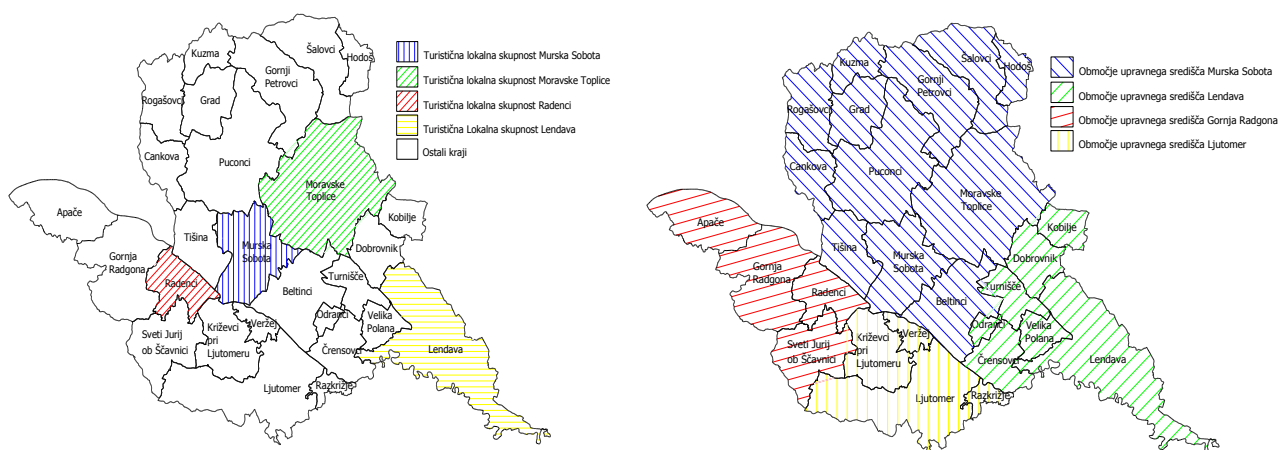 Šalovci
Kuzma
Hodoš
Gornji
Petrovci
Rogašovci
Grad
Cankova
Puconci
Moravske
Toplice
Apače
Kobilje
Tišina
Gornja
Radgona
Murska
Sobota
Dobrovnik
Radenci
Turnišče
Beltinci
Odranci
Velika
Polana
Sveti Jurij
ob Ščavnici
Križevci
pri
Ljutomeru
Veržej
Črensovci
Lendava
Ljutomer
Razkrižje
Turistična lokalna skupnost Murska Sobota
Turistična lokalna skupnost Moravske Toplice
Turistična lokalna skupnost Radenci
Turistična Lokalna skupnost Lendava
Ostali kraji
Šalovci
Kuzma
Hodoš
Gornji
Petrovci
Rogašovci
Grad
Cankova
Puconci
Moravske
Toplice
Apače
Kobilje
Tišina
Gornja
Radgona
Murska
Sobota
Dobrovnik
Radenci
Turnišče
Beltinci
Odranci
Velika
Polana
Sveti Jurij
ob Ščavnici
Križevci
pri
Ljutomeru
Veržej
Črensovci
Lendava
Ljutomer
Razkrižje
Območje upravnega središča Murska Sobota
Območje upravnega središča Lendava
Območje upravnega središča Gornja Radgona
Območje upravnega središča Ljutomer